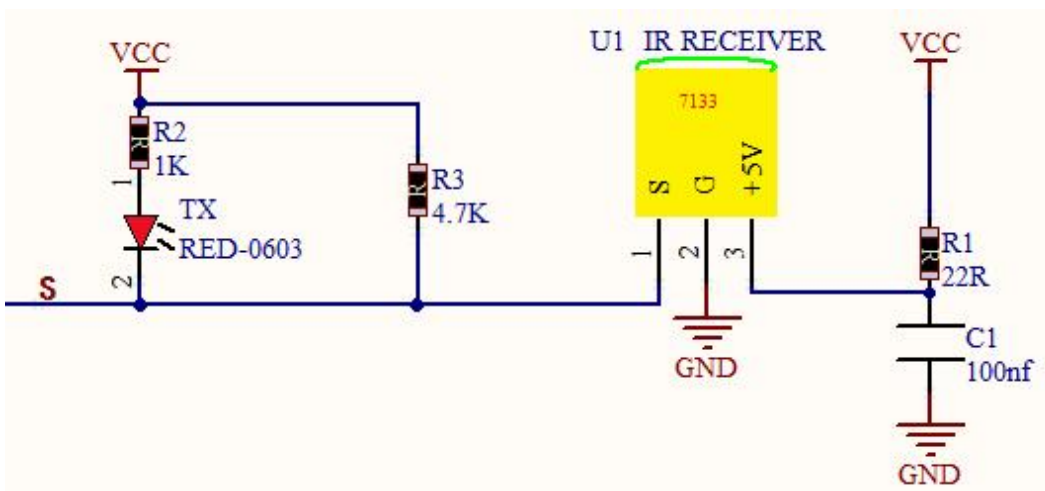 U1 IR RECEIVER
VCC
VCC
7133
R2
1K
R
R3
4.7K
R
S
G
+5V
1
TX
RED-0603
2
S
1
2
3
R1
22R
R
GND
C1
100nf
GND